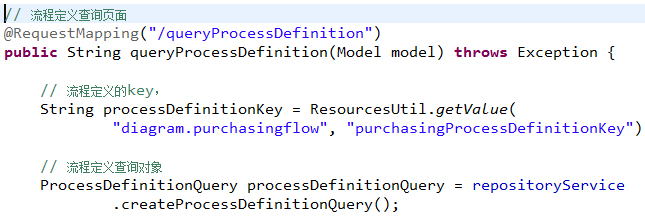 // 流程定义查询页面
@RequestMapping("/queryProcessDefinition")
public String queryProcessDefinition(Model model) throws Exception {
// 流程定义的key，
String processDefinitionKey = ResourcesUtil.getValue(
"diagram.purchasingflow", "purchasingProcessDefinitionKey")
// 流程定义查询对象
ProcessDefinitionQuery processDefinitionQuery = repositoryService
.createProcessDefinitionQuery();